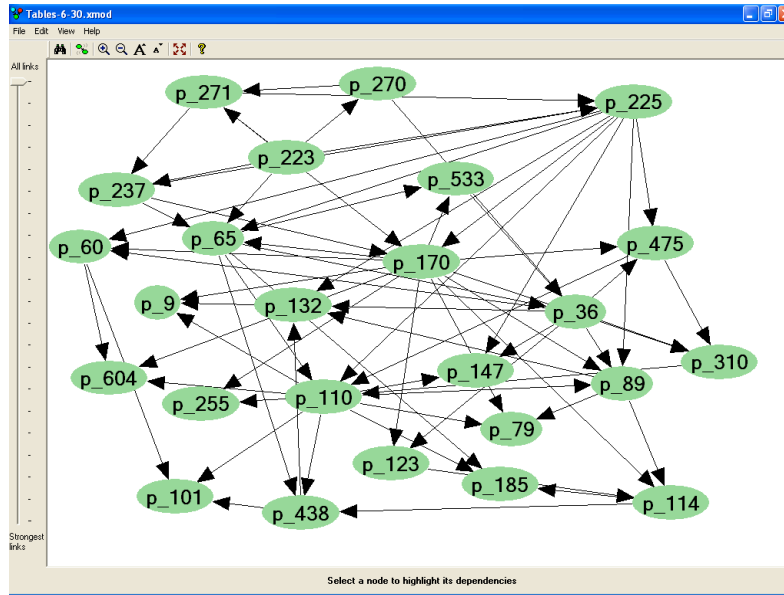 Tables-6-30.xmod
File Edit View Help
A A ?
All links
p_271
p_270
p_225
p_223
p_237
p_533
p_60
p_65
p_170
p_475
p_9
p_132
p_36
p_604
p_147
p_310
p_255
p_110
p_89
p_79
p_123
p_101
p_185
p_438
p_114
Strongest
links
Select a node to highlight its dependencies